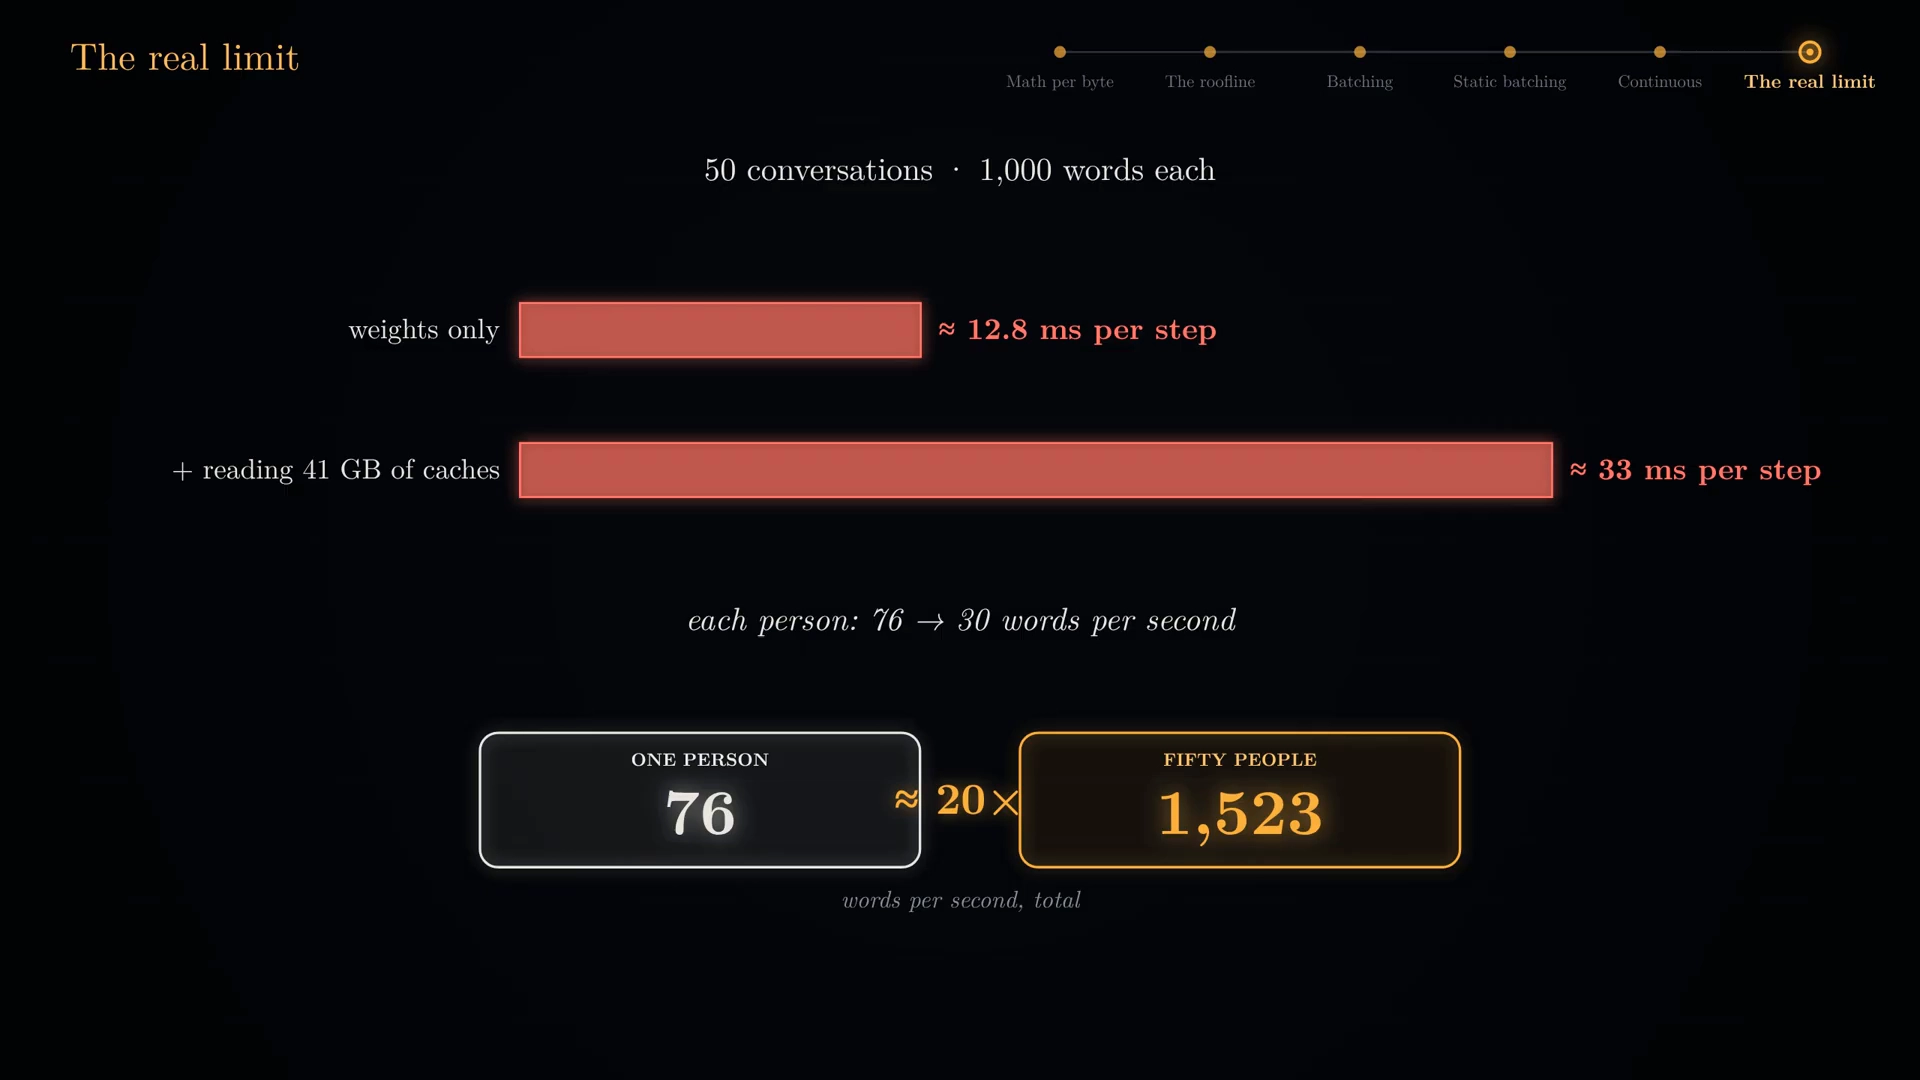 The real limit
Math per byte
The roofline
Batching
Static batching
Continuous
The real limit
50 conversations · 1,000 words each
weights only
≈ 12.8 ms per step
+ reading 41 GB of caches
≈ 33 ms per step
each person: 76 → 30 words per second
ONE PERSON
76
≈ 20×
FIFTY PEOPLE
1,523
words per second, total